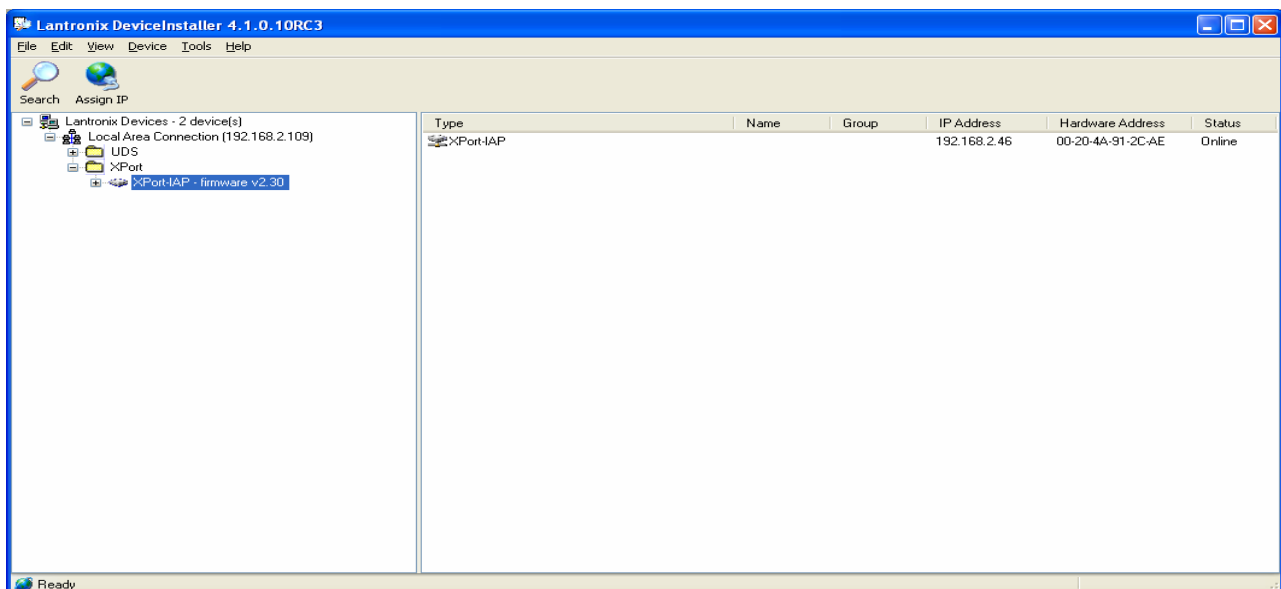 Lantronix DeviceInstaller 4.1.0.10RC3
File Edit View Device Tools Help
Search Assign IP
Lantronix Devices - 2 device(s)
Local Area Connection (192.168.2.109)
UDS
XPort
XPort-IAP - firmware v2.30
Type Name Group IP Address Hardware Address Status
XPort-IAP 192.168.2.46 00-20-4A-91-2C-AE Online
Ready